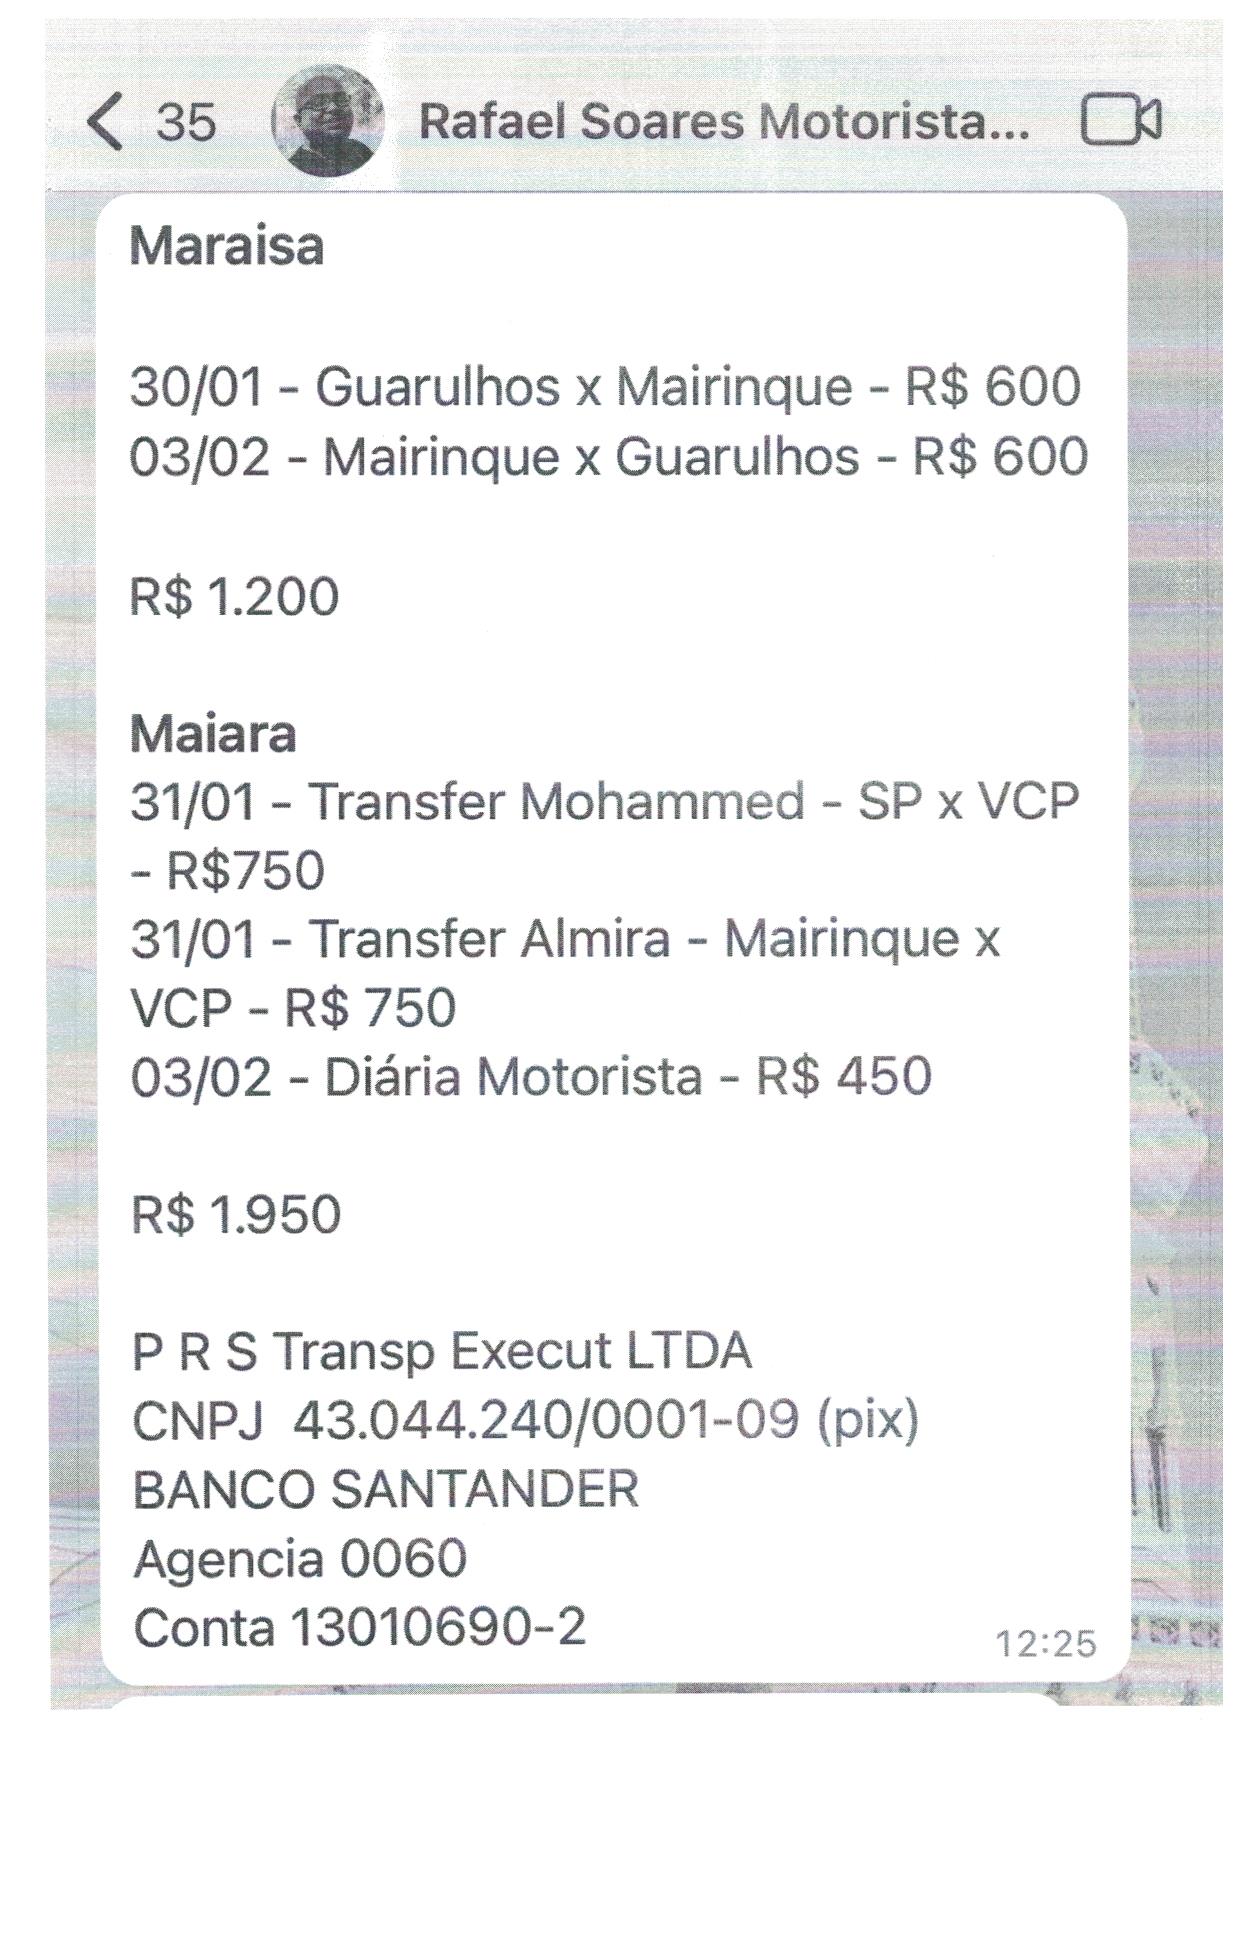 35 Rafael Soares Motorista...
Maraisa
30/01 - Guarulhos x Mairinque - R$ 600
03/02 - Mairinque x Guarulhos - R$ 600
R$ 1.200
Maiara
31/01 - Transfer Mohammed - SP x VCP
- R$750
31/01 - Transfer Almira - Mairinque x
VCP - R$ 750
03/02 - Diária Motorista - R$ 450
R$ 1.950
P R S Transp Execut LTDA
CNPJ  43.044.240/0001-09 (pix)
BANCO SANTANDER
Agencia 0060
Conta 13010690-2
12:25